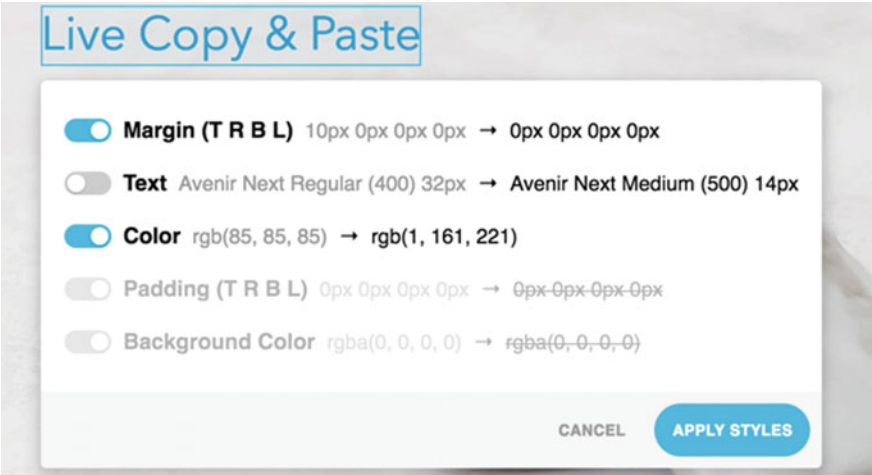 Live Copy & Paste
Margin (T R B L) 10px 0px 0px 0px → 0px 0px 0px 0px
Text Avenir Next Regular (400) 32px → Avenir Next Medium (500) 14px
Color rgb(85, 85, 85) → rgb(1, 161, 221)
Padding (T R B L) 0px 0px 0px 0px → 0px 0px 0px 0px
Background Color rgba(0, 0, 0, 0) → rgba(0, 0, 0, 0)
CANCEL APPLY STYLES